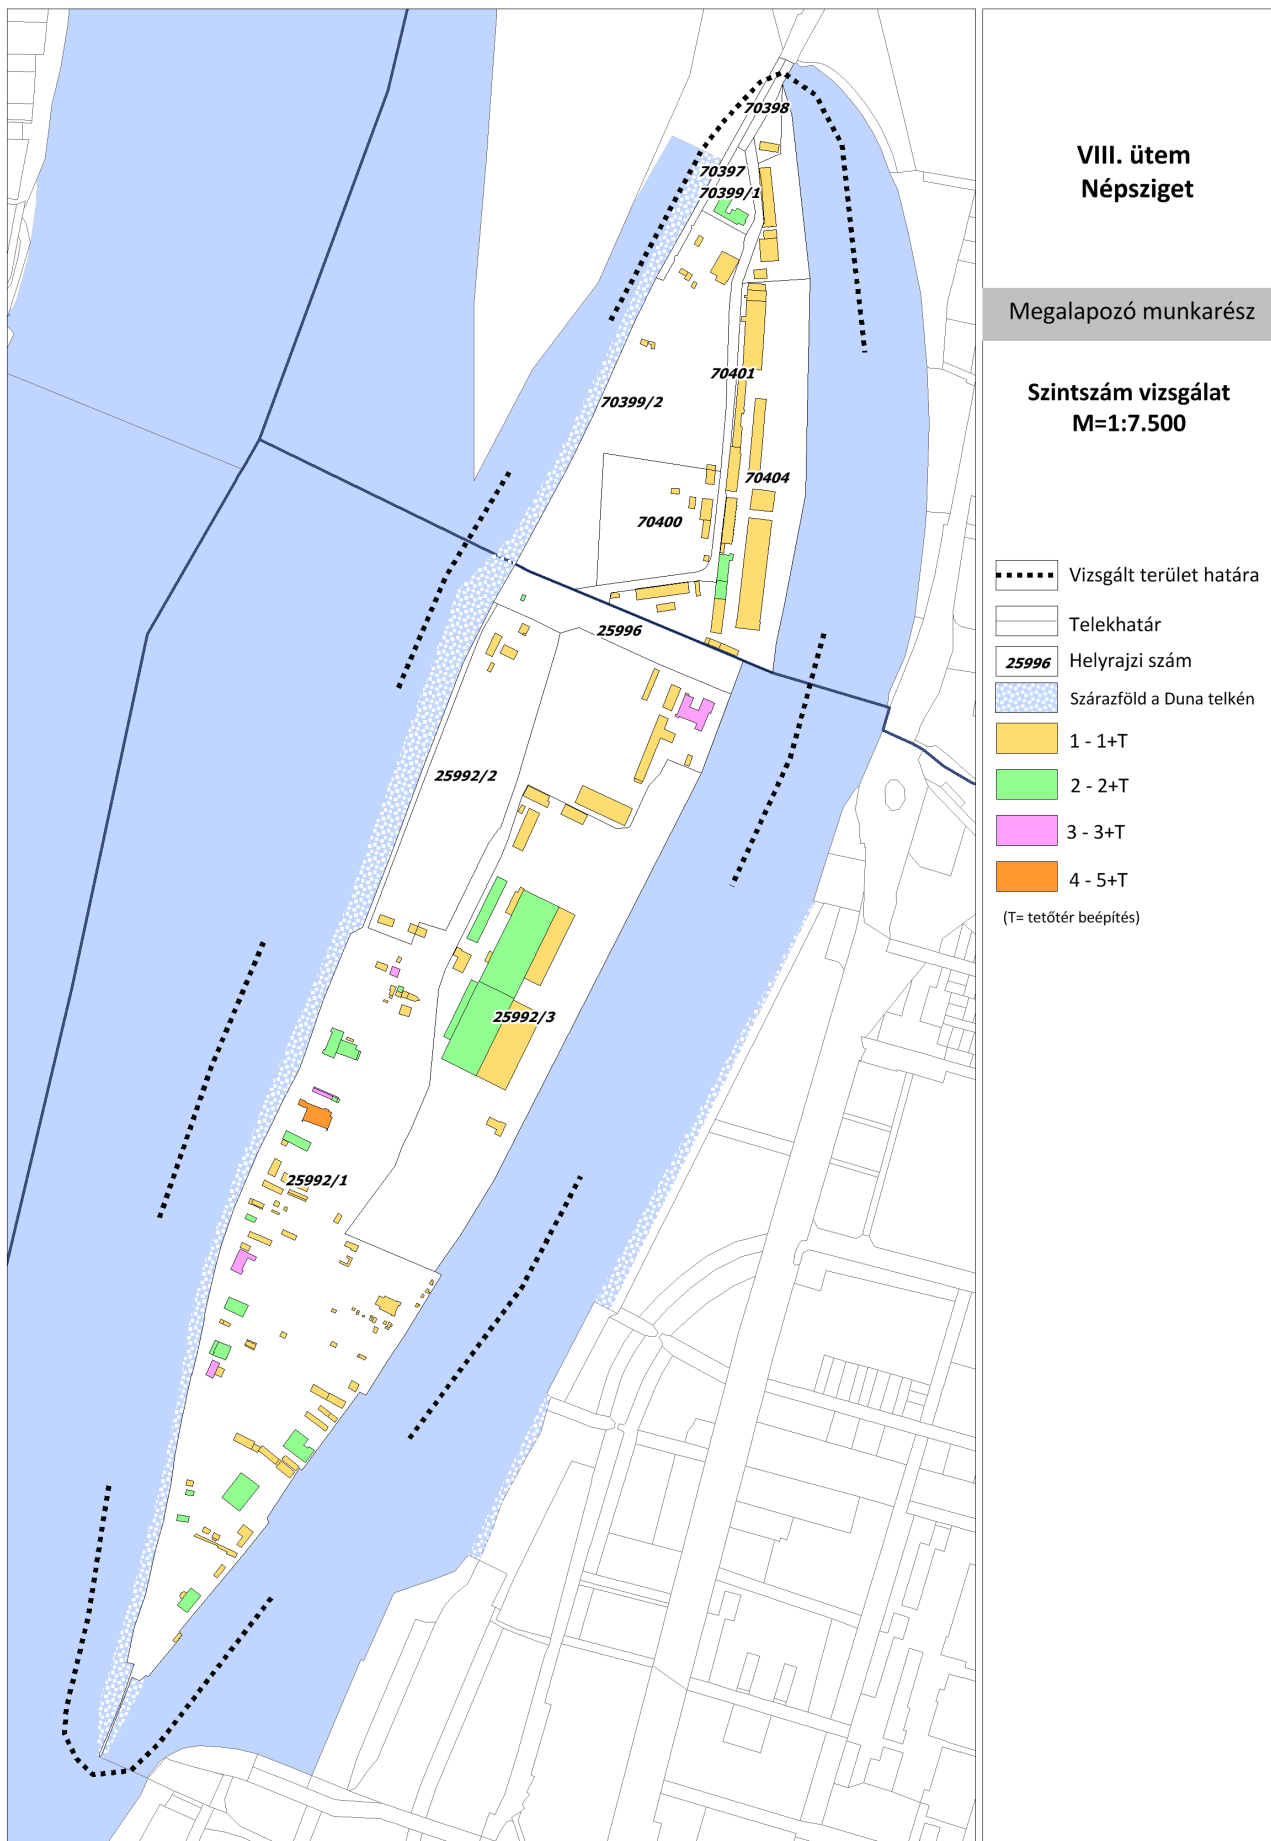 70398
70397
70399/1
70401
70399/2
70404
70400
25996
25992/2
25992/3
25992/1
VIII. ütem
Népsziget
Megalapozó munkarész
Szintszám vizsgálat
M=1:7.500
Vizsgált terület határa
Telekhatár
25996 Helyrajzi szám
Szárazföld a Duna telkén
1 - 1+T
2 - 2+T
3 - 3+T
4 - 5+T
(T= tetőtér beépítés)